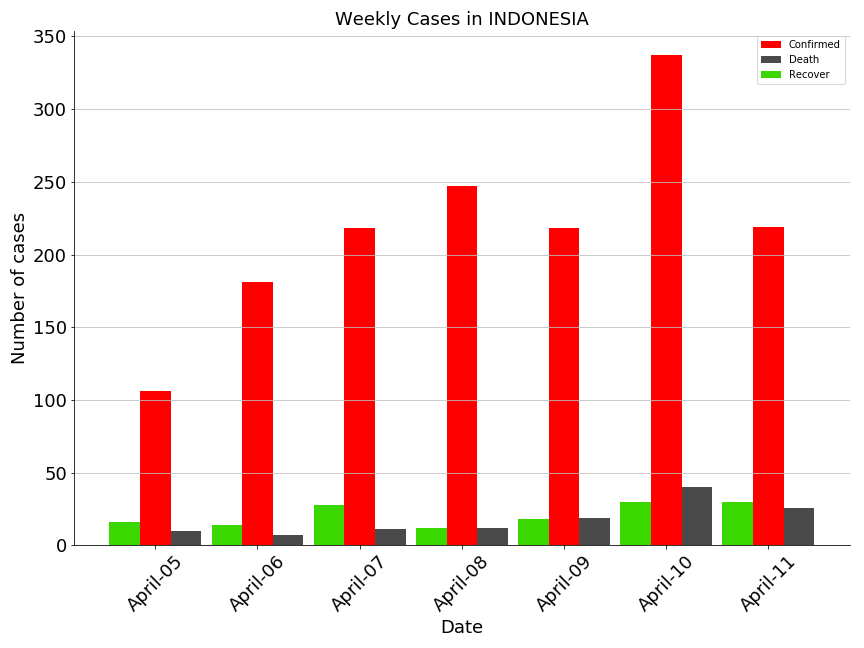 Weekly Cases in INDONESIA
Confirmed
Death
Recover
Number of cases
350
300
250
200
150
100
50
0
April-05
April-06
April-07
April-08
April-09
April-10
April-11
Date